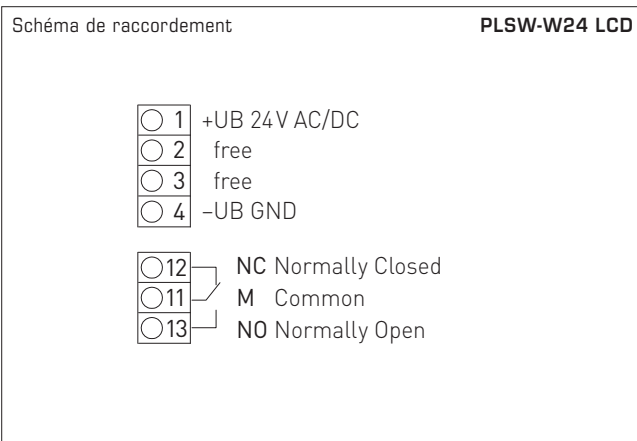 Schéma de raccordement PLSW-W24 LCD
1 +UB 24V AC/DC
2 free
3 free
4 –UB GND
12 NC Normally Closed
11 M Common
13 NO Normally Open